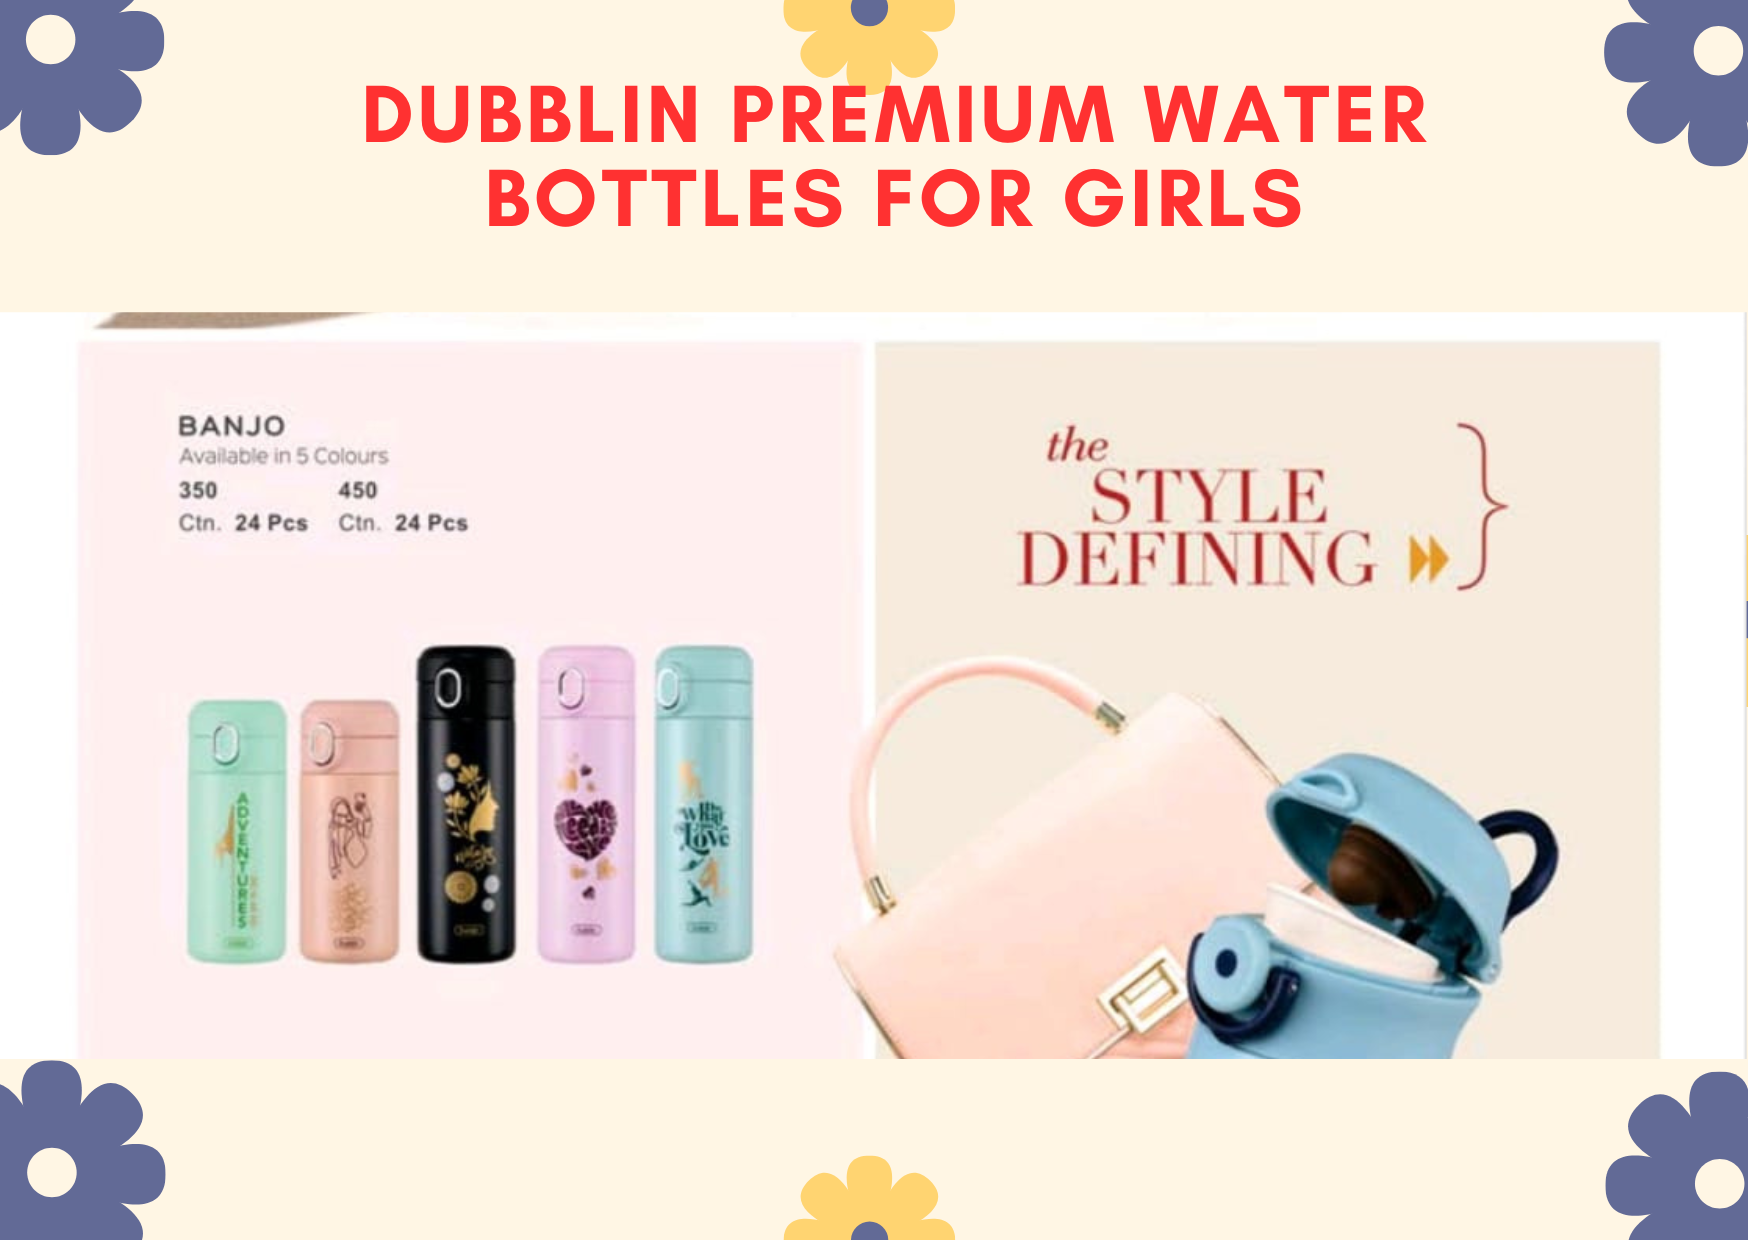 DUBBLIN PREMIUM WATER
BOTTLES FOR GIRLS
BANJO
Available in 5 Colours
350 450
Ctn. 24 Pcs Ctn. 24 Pcs
the
STYLE
DEFINING
ADVENTURES
What
Love